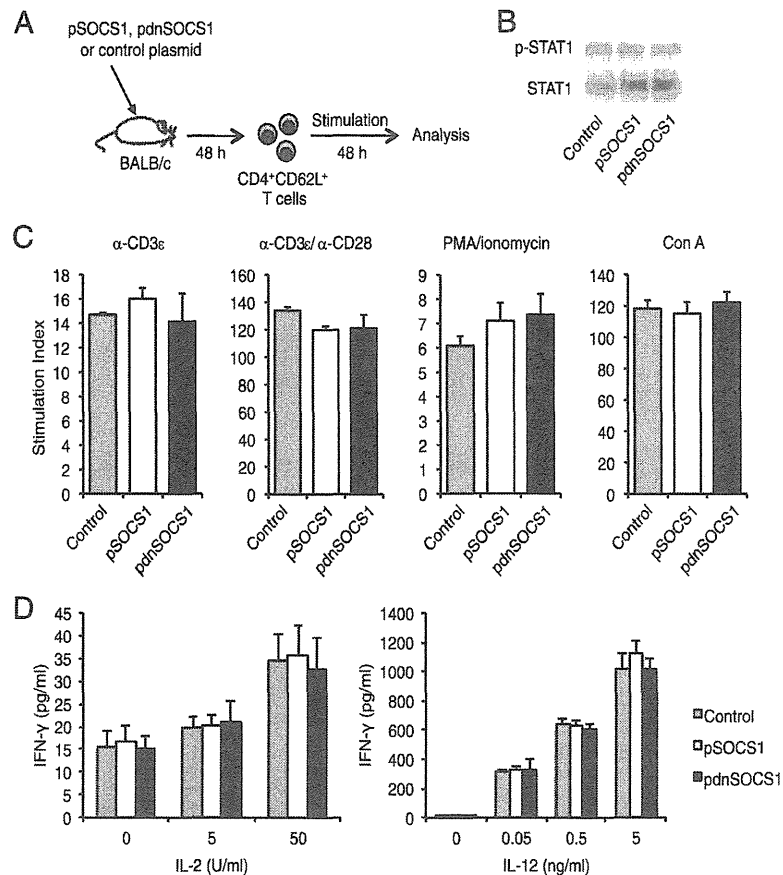 A
pSOCS1, pdnSOCS1
or control plasmid
BALB/c
48 h
CD4⁺CD62L⁺
T cells
Stimulation
48 h
Analysis
B
p-STAT1
STAT1
Control
pSOCS1
pdnSOCS1
C
Stimulation Index
α-CD3ε
18
16
14
12
10
8
6
4
2
0
Control
pSOCS1
pdnSOCS1
α-CD3ε/ α-CD28
160
140
120
100
80
60
40
20
0
Control
pSOCS1
pdnSOCS1
PMA/ionomycin
9
8
7
6
5
4
3
2
1
0
Control
pSOCS1
pdnSOCS1
Con A
140
120
100
80
60
40
20
0
Control
pSOCS1
pdnSOCS1
D
IFN-γ (pg/ml)
45
40
35
30
25
20
15
10
5
0
0 5 50
IL-2 (U/ml)
IFN-γ (pg/ml)
1400
1200
1000
800
600
400
200
0
0 0.05 0.5 5
IL-12 (ng/ml)
Control
pSOCS1
pdnSOCS1